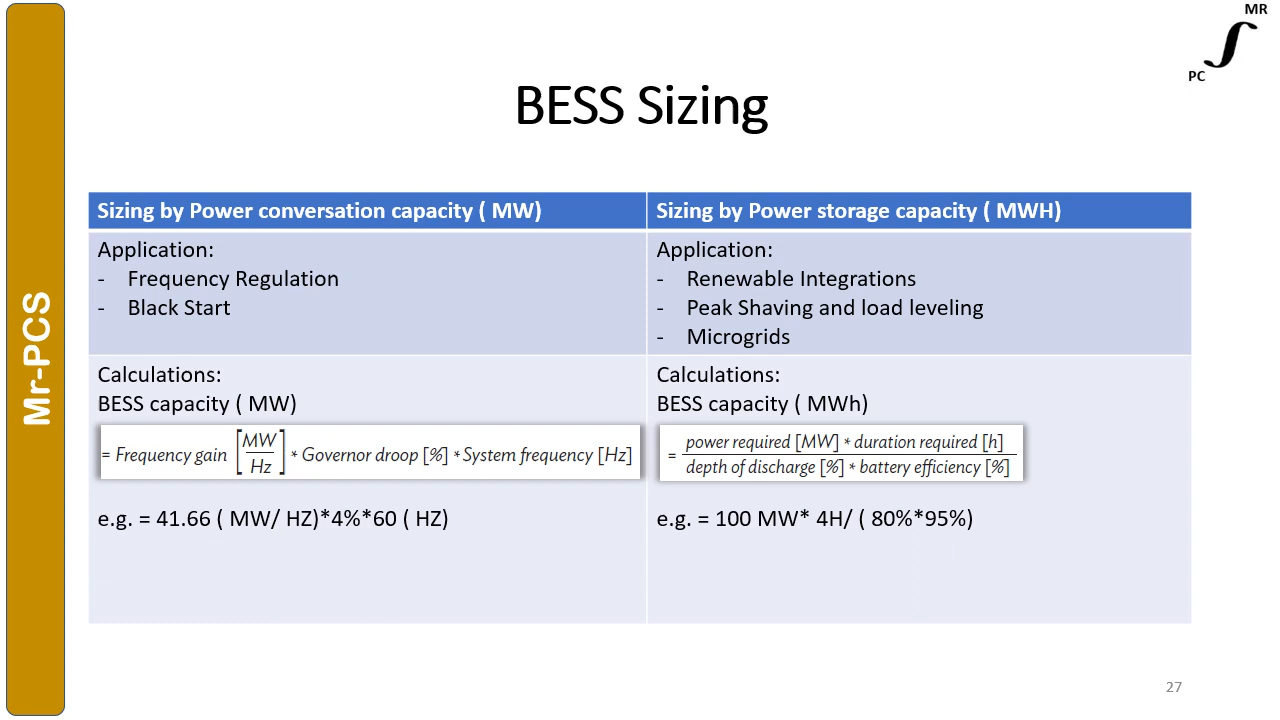 MR
PC
Mr-PCS
BESS Sizing
Sizing by Power conversation capacity ( MW)
Sizing by Power storage capacity ( MWH)
Application:
- Frequency Regulation
- Black Start
Application:
- Renewable Integrations
- Peak Shaving and load leveling
- Microgrids
Calculations:
BESS capacity ( MW)
= Frequency gain [MW/Hz] * Governor droop [%] * System frequency [Hz]
e.g. = 41.66 ( MW/ HZ)*4%*60 ( HZ)
Calculations:
BESS capacity ( MWh)
= power required [MW] * duration required [h]
depth of discharge [%] * battery efficiency [%]
e.g. = 100 MW* 4H/ ( 80%*95%)
27